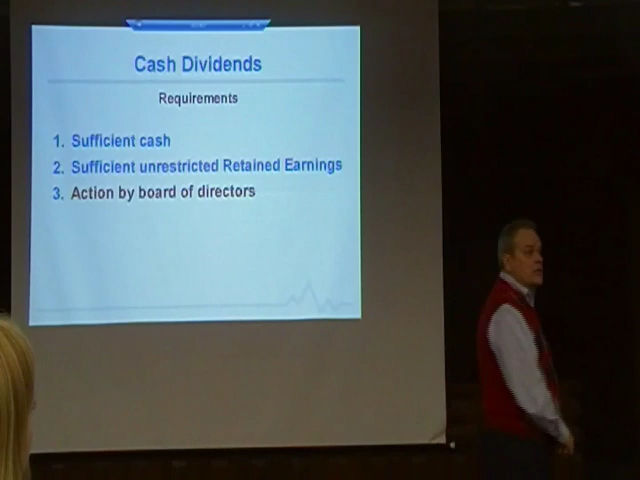 Cash Dividends
Requirements
1. Sufficient cash
2. Sufficient unrestricted Retained Earnings
3. Action by board of directors